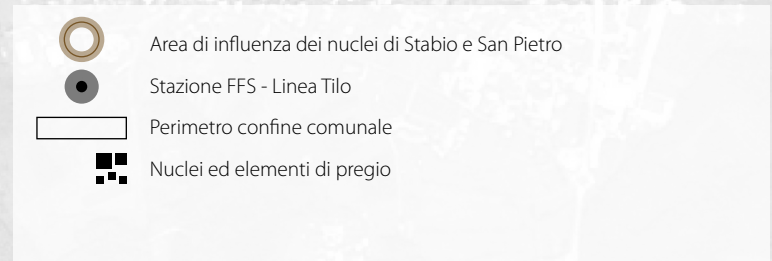 Area di influenza dei nuclei di Stabio e San Pietro
Stazione FFS - Linea Tilo
Perimetro confine comunale
Nuclei ed elementi di pregio